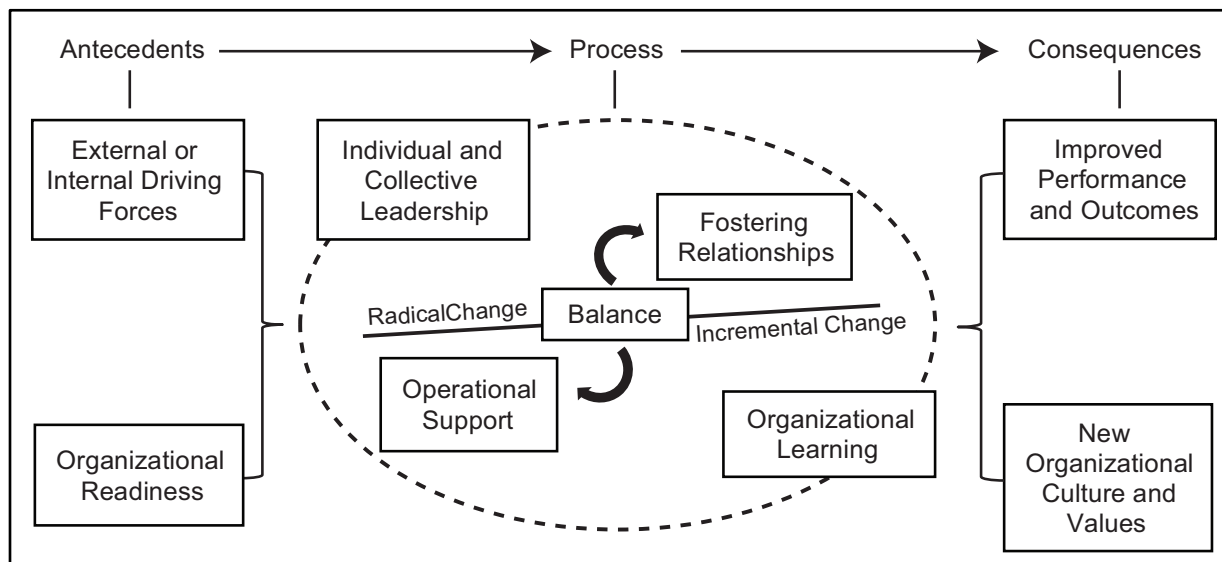 Antecedents
Process
Consequences
External or
Internal Driving
Forces
Organizational
Readiness
Individual and
Collective
Leadership
Fostering
Relationships
RadicalChange
Balance
Incremental Change
Operational
Support
Organizational
Learning
Improved
Performance
and Outcomes
New
Organizational
Culture and
Values